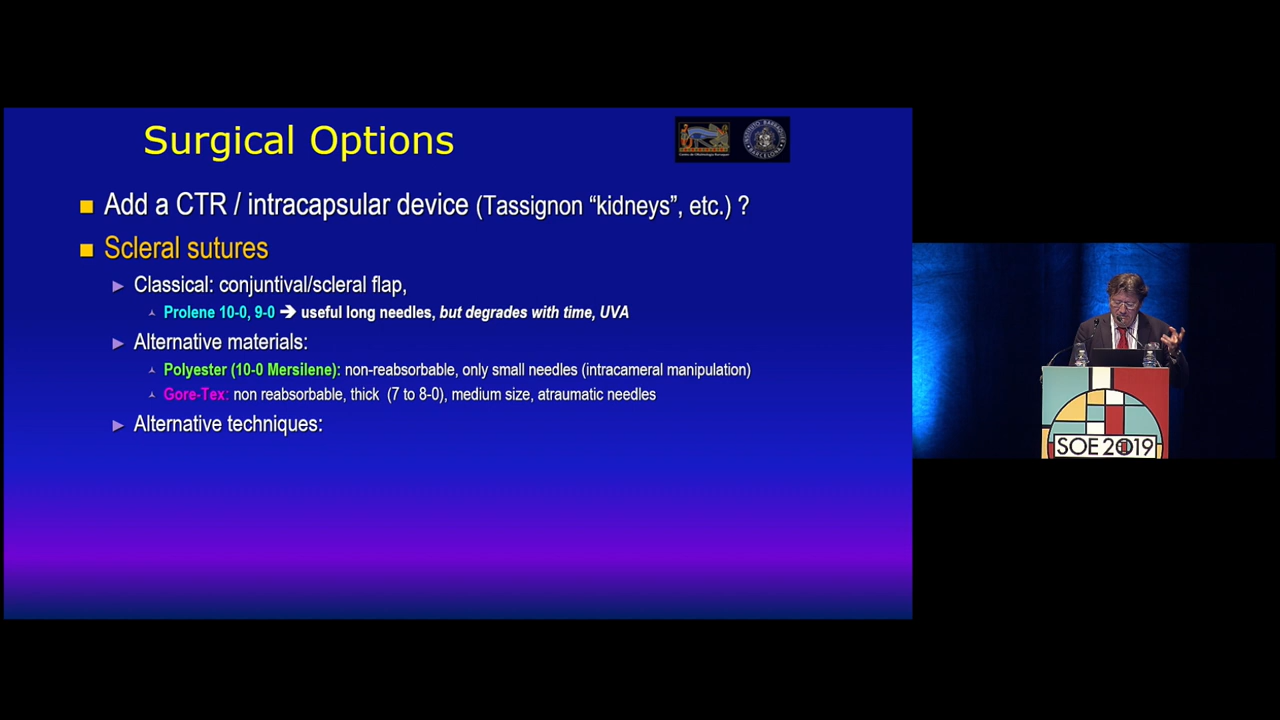 Surgical Options
Add a CTR / intracapsular device (Tassignon “kidneys”, etc.) ?
Scleral sutures
Classical: conjuntival/scleral flap,
Prolene 10-0, 9-0 ➔ useful long needles, but degrades with time, UVA
Alternative materials:
Polyester (10-0 Mersilene): non-reabsorbable, only small needles (intracameral manipulation)
Gore-Tex: non reabsorbable, thick (7 to 8-0), medium size, atraumatic needles
Alternative techniques:
SOE 2019